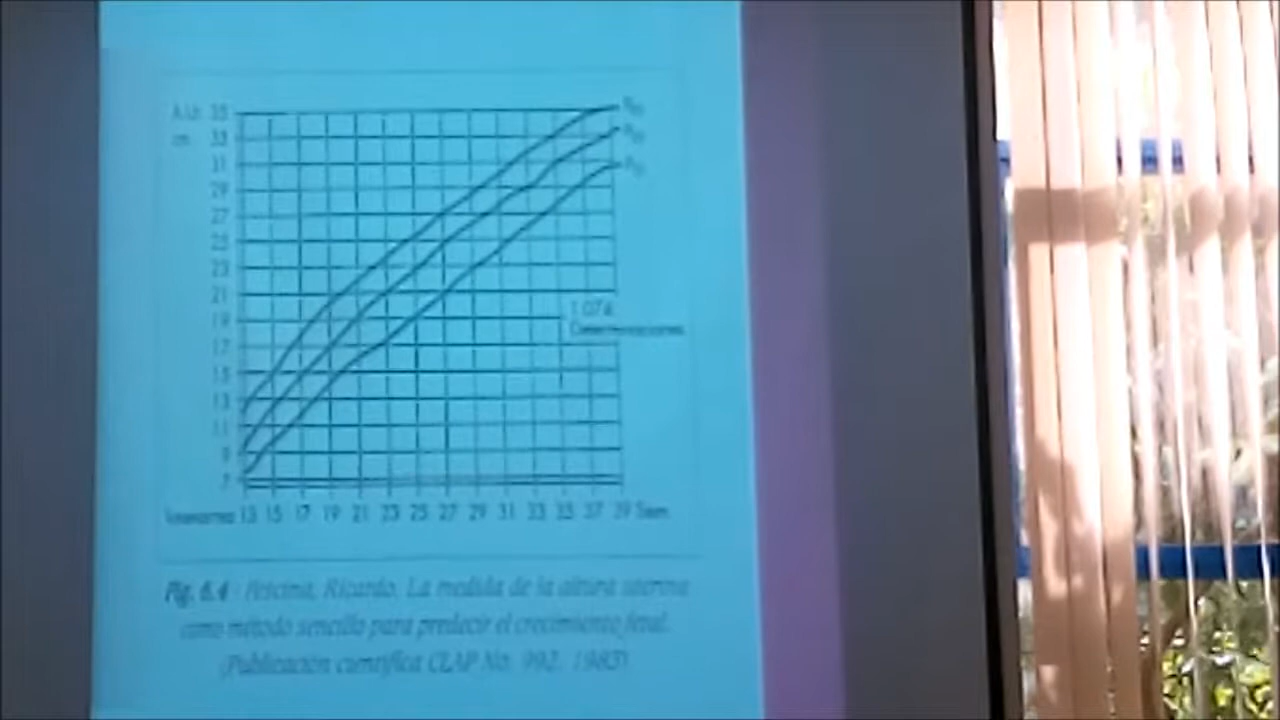 A.U. 35
cm. 33
31
29
27
25
23
21
19
17
15
13
11
9
7
1.074
Determinaciones
13 15 17 19 21 23 25 27 29 31 33 35 37 39 Sem.
Fig. 6.4 Ricardo. La medida de la altura uterina
como método sencillo para predecir el crecimiento fetal.
(Publicación científica CLAP No. 992. 1983)